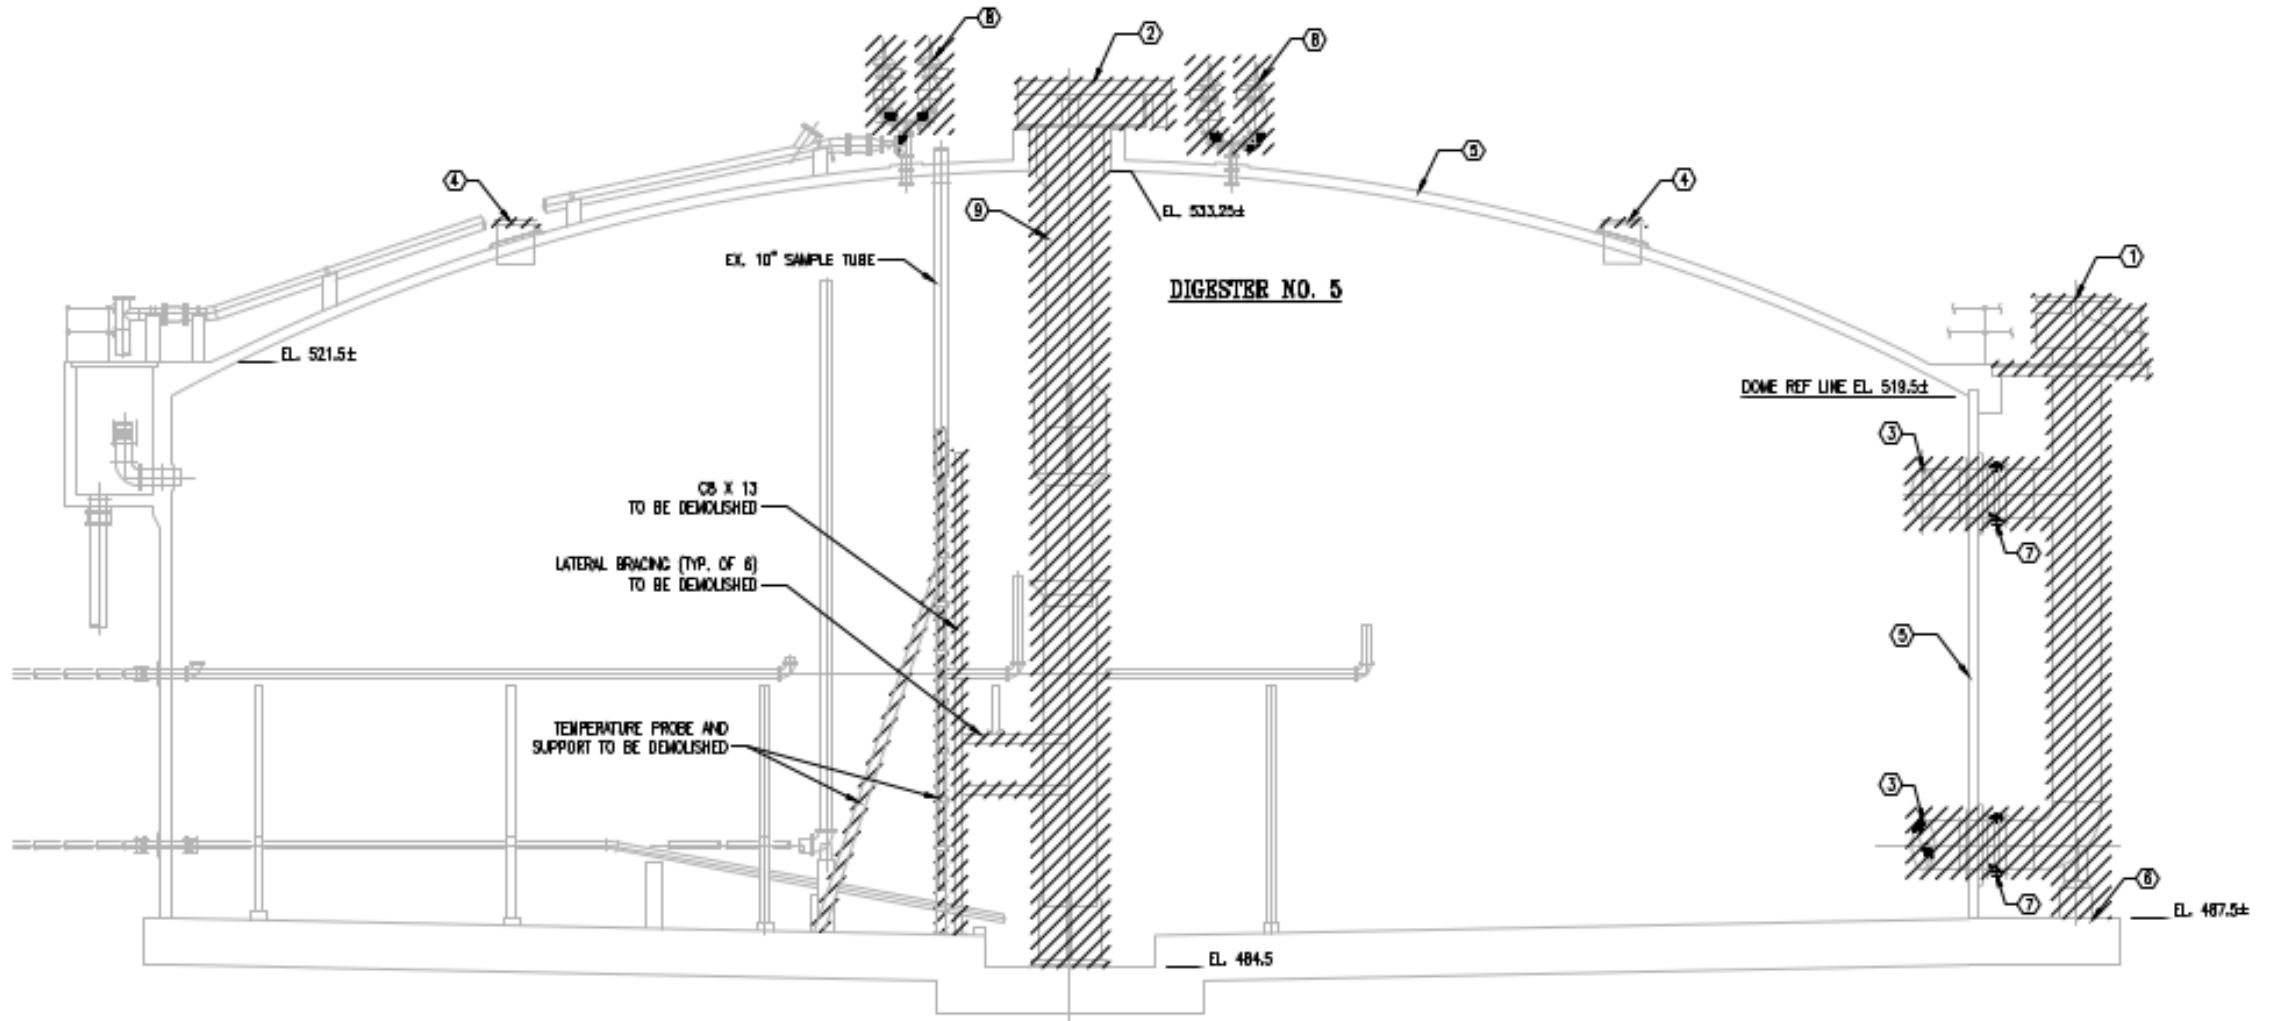 8
2
8
5
4
4
9
EL. 533.25±
EX. 10" SAMPLE TUBE
DIGESTER NO. 5
1
EL. 521.5±
DOME REF LINE EL. 519.5±
3
C8 X 13
TO BE DEMOLISHED
7
LATERAL BRACING (TYP. OF 6)
TO BE DEMOLISHED
5
TEMPERATURE PROBE AND
SUPPORT TO BE DEMOLISHED
3
6
7
EL. 487.5±
EL. 484.5